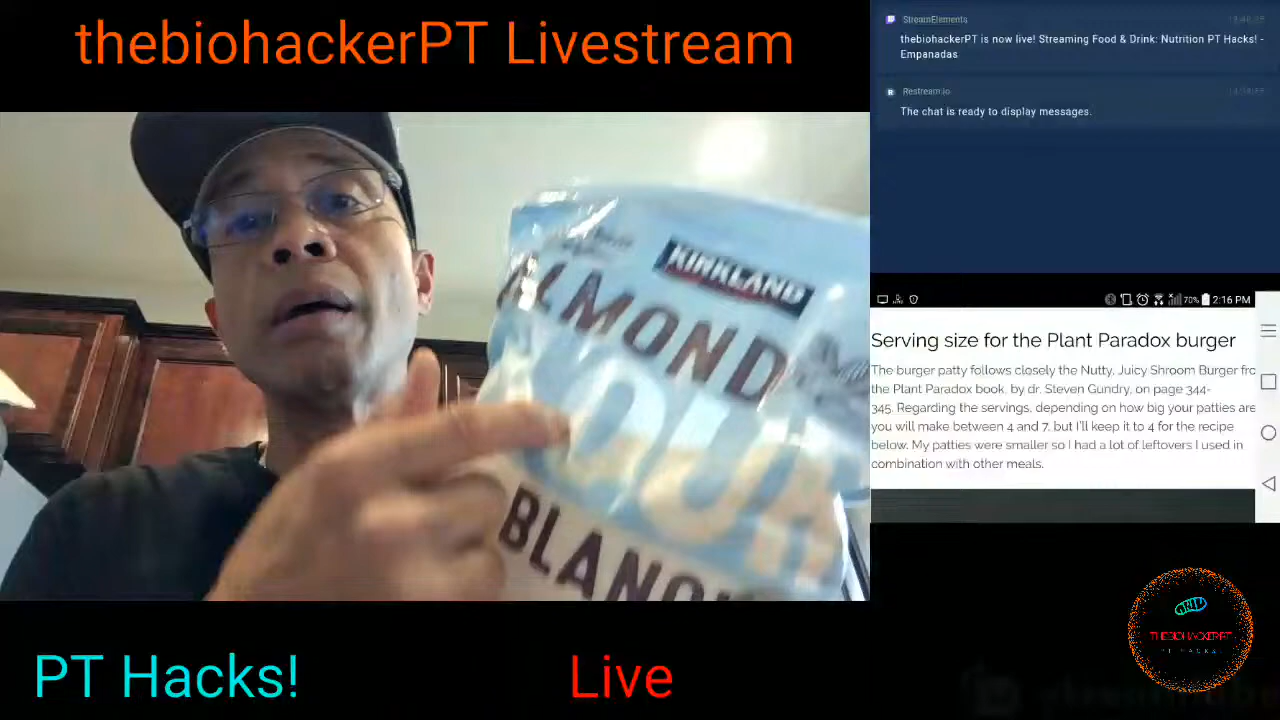 thebiohackerPT Livestream
StreamElements
thebiohackerPT is now live! Streaming Food & Drink: Nutrition PT Hacks! -
Empanadas
Restream.io
The chat is ready to display messages.
KIRKLAND
ALMOND
FLOUR
BLANCH
70% 2:16 PM
Serving size for the Plant Paradox burger
The burger patty follows closely the Nutty, Juicy Shroom Burger fro
the Plant Paradox book, by dr. Steven Gundry, on page 344-
345. Regarding the servings, depending on how big your patties are
you will make between 4 and 7, but I'll keep it to 4 for the recipe
below. My patties were smaller so I had a lot of leftovers I used in
combination with other meals.
THEBIOHACKERPT
PT HACKS!
PT Hacks!
Live